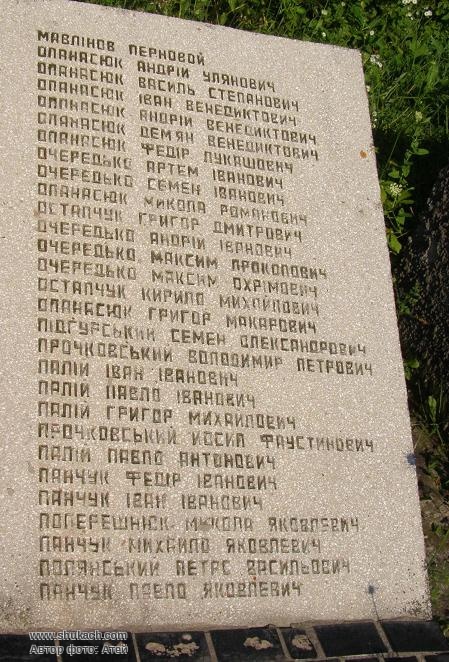 МАВЛІНОВ ПЕРНОВОЙ
ОПАНАСЮК АНДРІЙ УЛЯНОВИЧ
ОПАНАСЮК ВАСИЛЬ СТЕПАНОВИЧ
ОПАНАСЮК ІВАН ВЕНЕДИКТОВИЧ
ОПАНАСЮК АНДРІЙ ВЕНЕДИКТОВИЧ
ОПАНАСЮК ДЕМЯН ВЕНЕДИКТОВИЧ
ОПАНАСЮК ФЕДІР ЛУКАШОВИЧ
ОЧЕРЕДЬКО АРТЕМ ІВАНОВИЧ
ОЧЕРЕДЬКО СЕМЕН ІВАНОВИЧ
ОПАНАСЮК МИКОЛА РОМАНОВИЧ
ОСТАПЧУК ГРИГОР ДМИТРОВИЧ
ОЧЕРЕДЬКО АНДРІЙ ІВАНОВИЧ
ОЧЕРЕДЬКО МАКСИМ ПРОКОПОВИЧ
ОЧЕРЕДЬКО МАКСИМ ОХРІМОВИЧ
ОСТАПЧУК КИРИЛО МИХАЙЛОВИЧ
ОПАНАСЮК ГРИГОР МАКАРОВИЧ
ПІДГУРСЬКИЙ СЕМЕН ОЛЕКСАНДРОВИЧ
ПРОЧКОВСЬКИЙ ВОЛОДИМИР ПЕТРОВИЧ
ПАЛІЙ ІВАН ІВАНОВИЧ
ПАЛІЙ ПАВЛО ІВАНОВИЧ
ПАЛІЙ ГРИГОР МИХАЙЛОВИЧ
ПРОЧКОВСЬКИЙ ЙОСИП ФАУСТИНОВИЧ
ПАЛІЙ ПАВЛО АНТОНОВИЧ
ПАНЧУК ФЕДІР ІВАНОВИЧ
ПАНЧУК ІВАН ІВАНОВИЧ
ПОБЕРЕШНЮК МИКОЛА ЯКОВЛЕВИЧ
ПАНЧУК МИХАЙЛО ЯКОВЛЕВИЧ
ПОЛЯНСЬКИЙ ПЕТРО ВАСИЛЬОВИЧ
ПАНЧУК ПАВЛО ЯКОВЛЕВИЧ
www.shukach.com
Автор фото: Атей